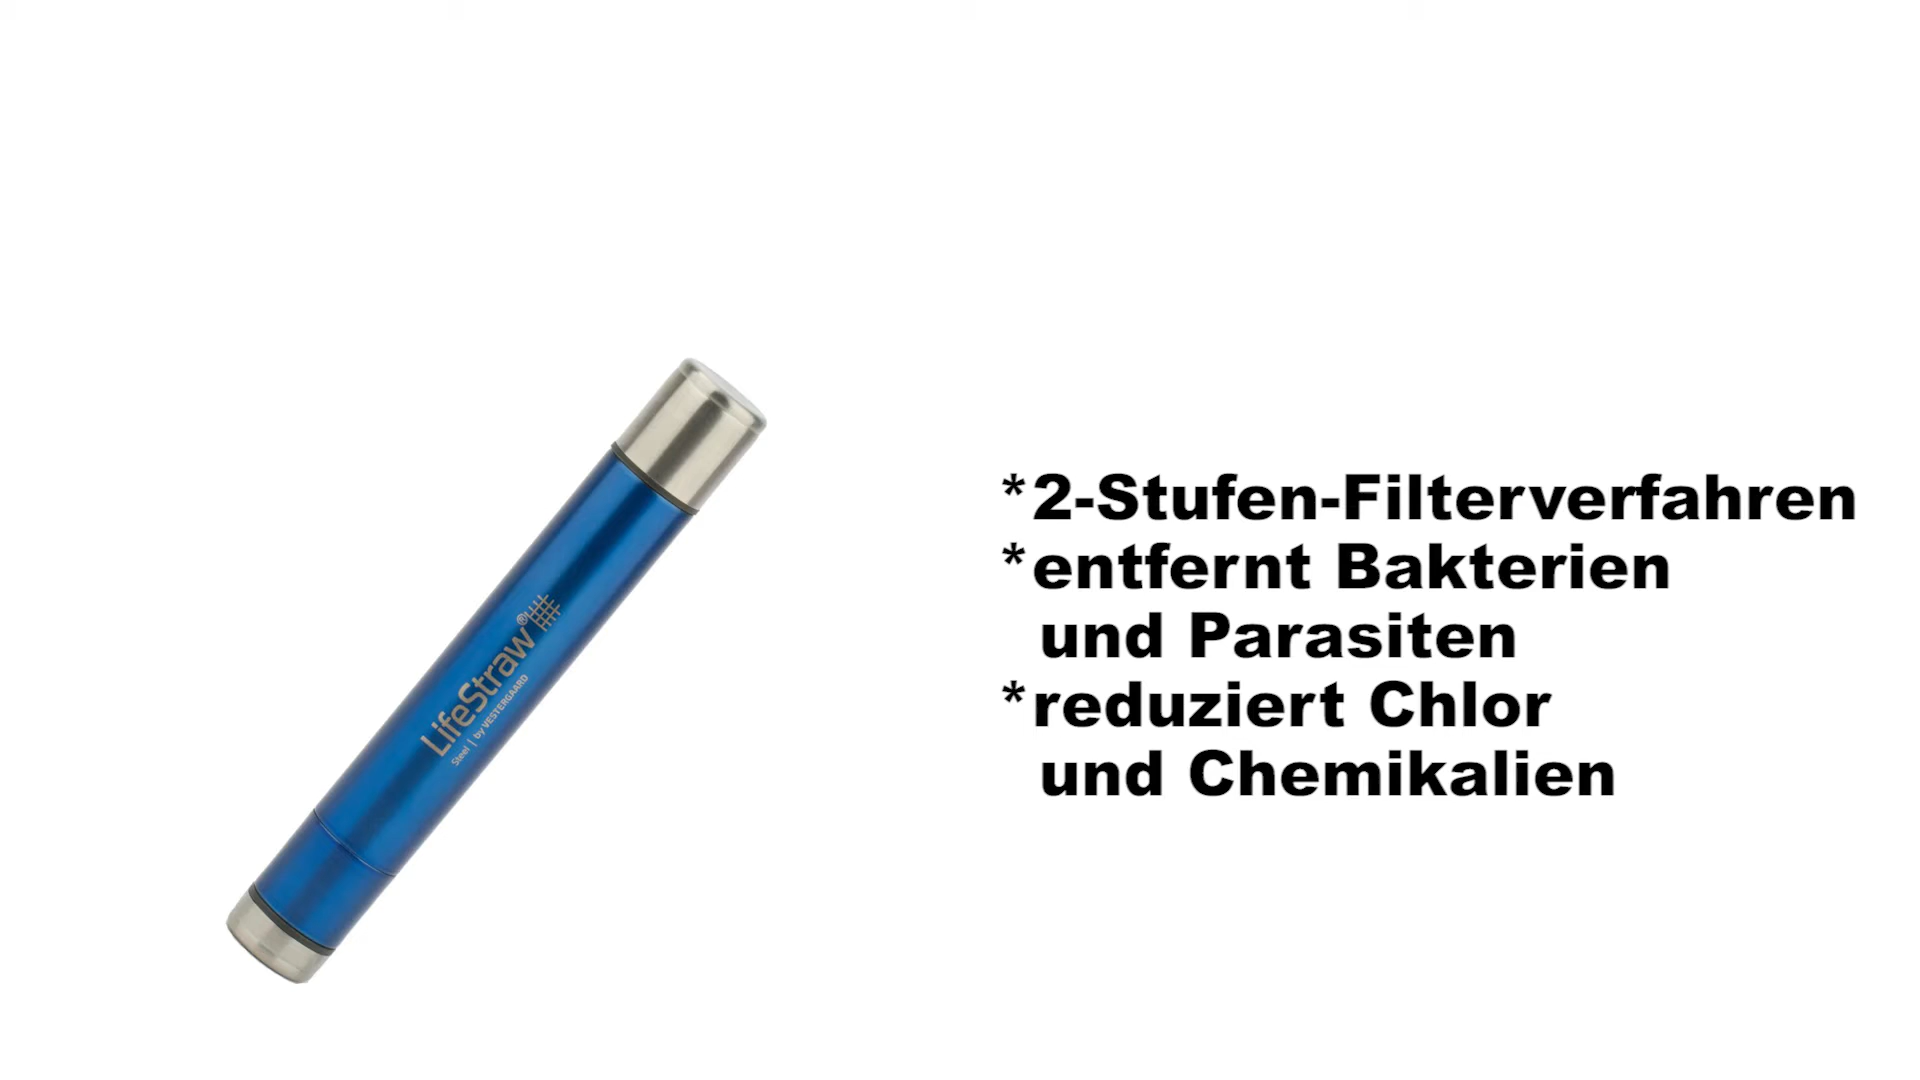 LifeStraw®
Steel | by VESTERGAARD
*2-Stufen-Filterverfahren
*entfernt Bakterien
und Parasiten
*reduziert Chlor
und Chemikalien